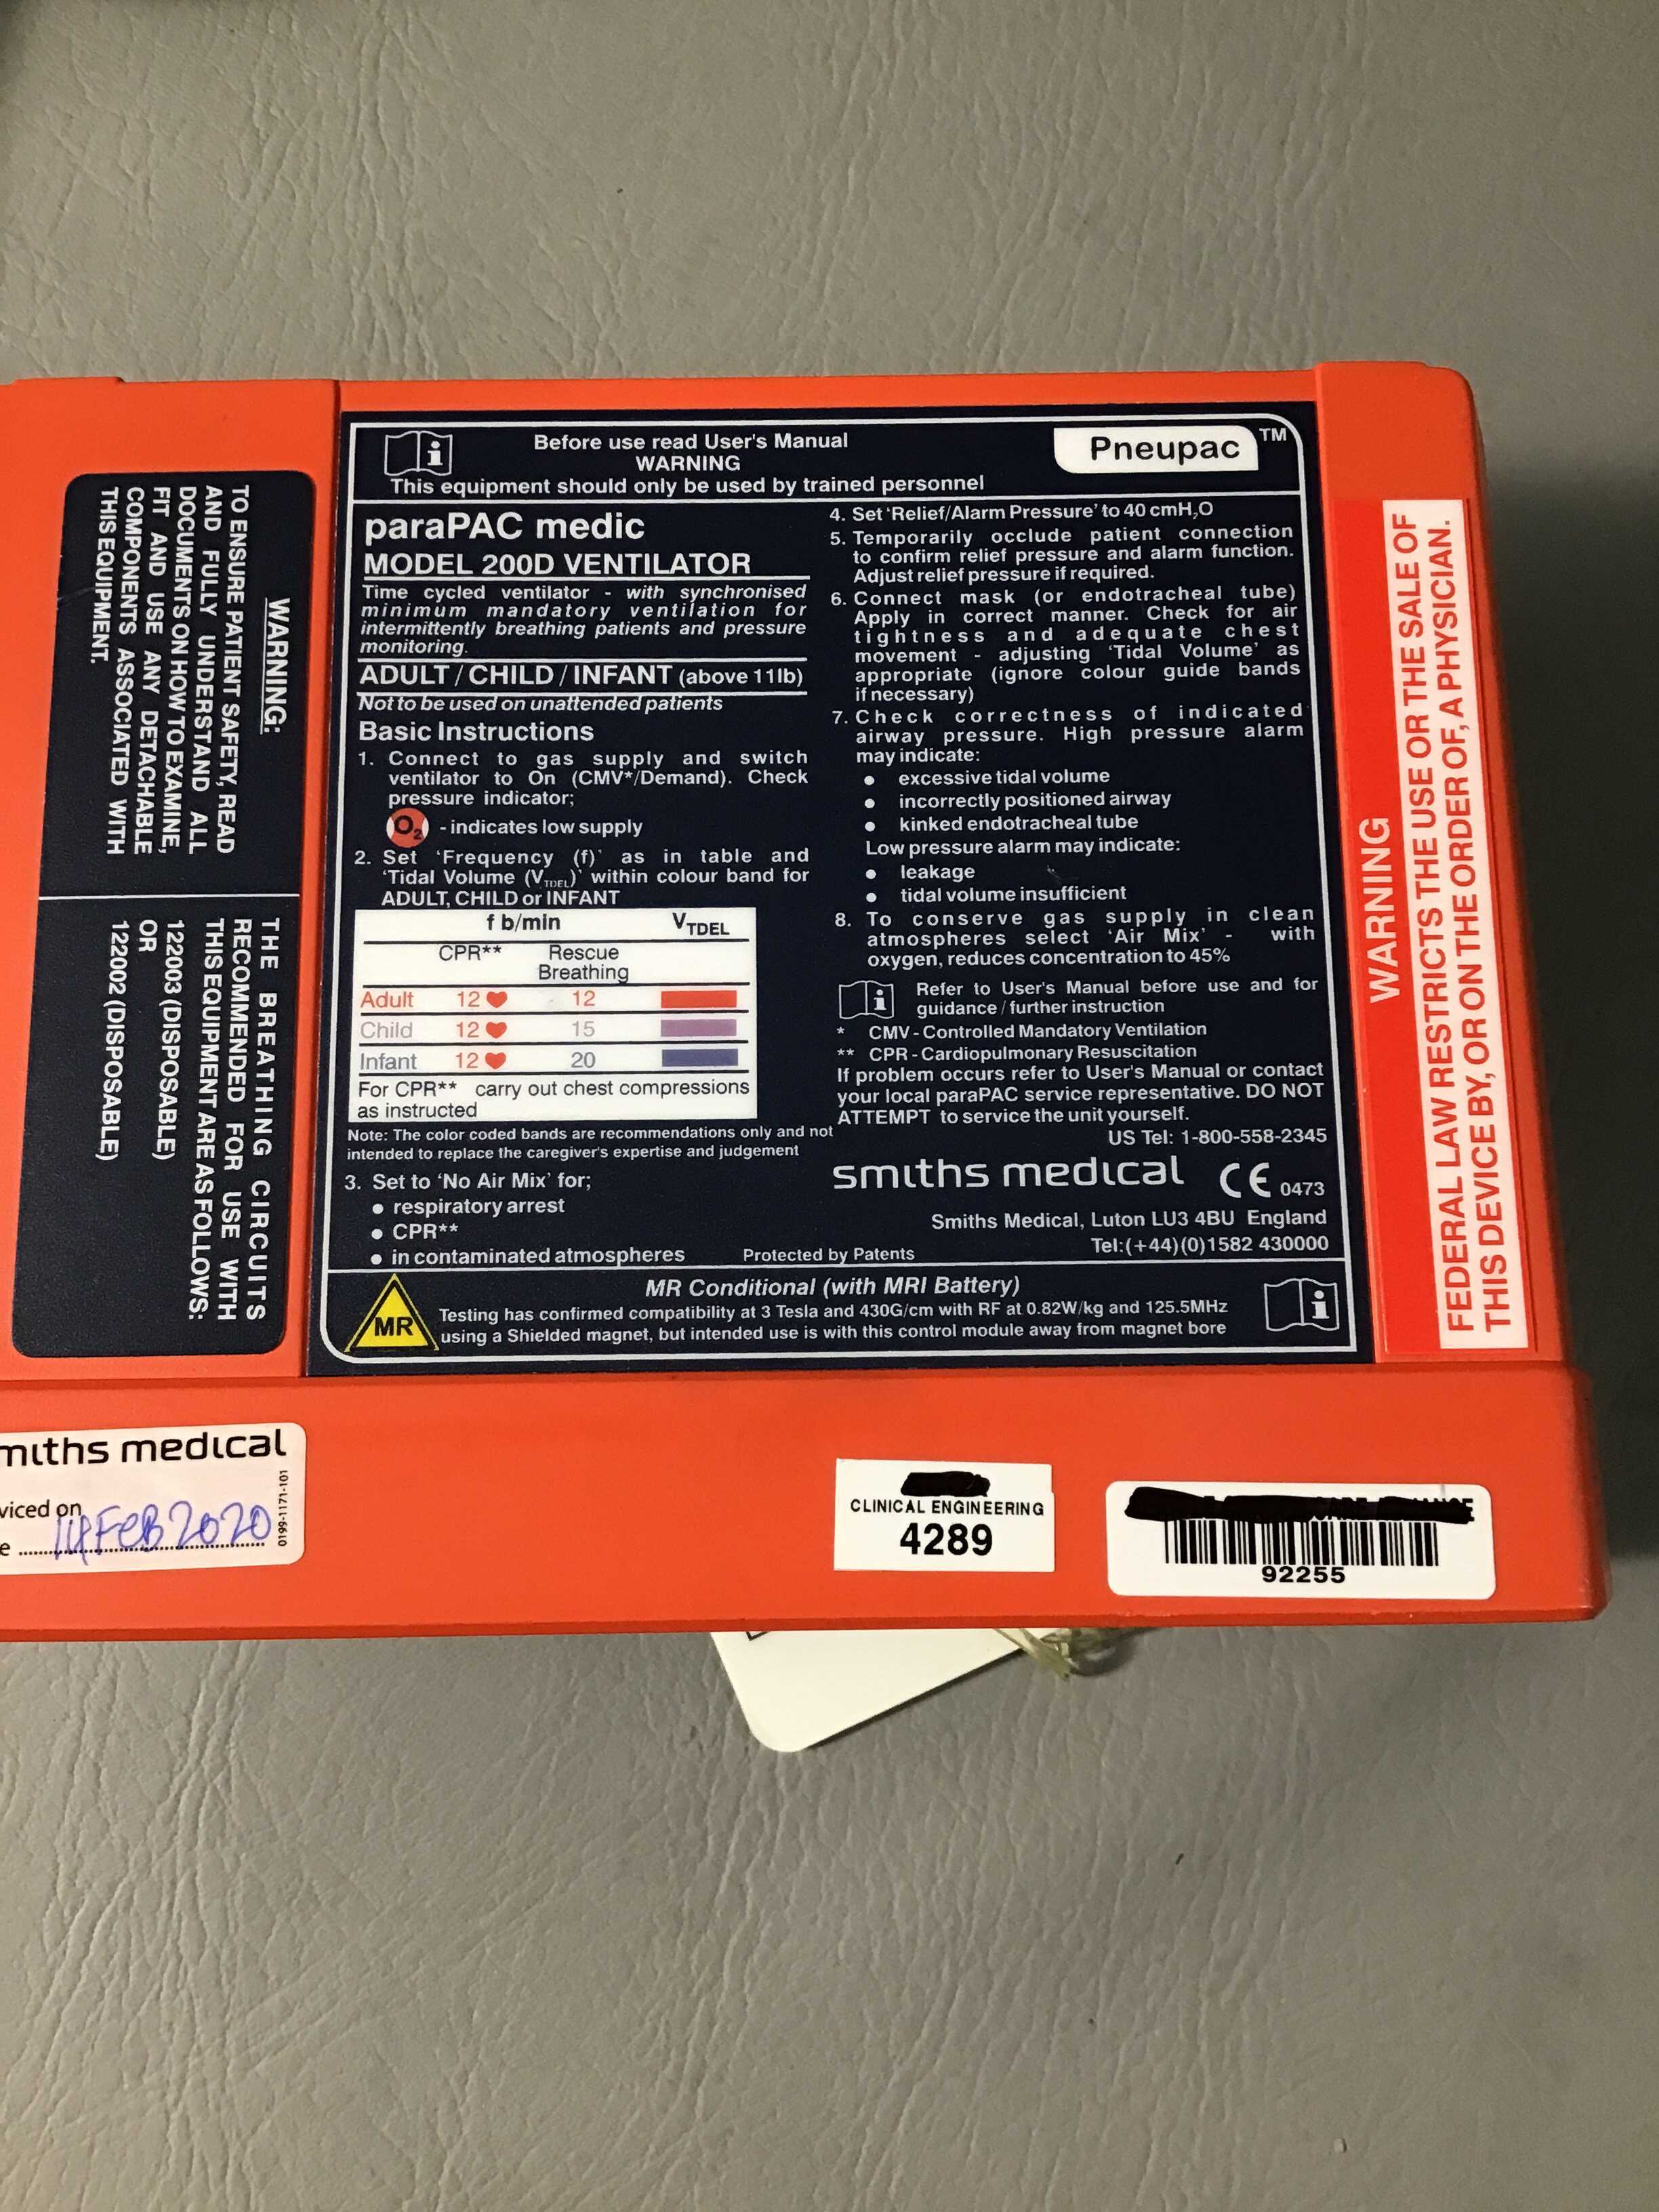 Before use read User's Manual
WARNING
This equipment should only be used by trained personnel
Pneupac ™
paraPAC medic
MODEL 200D VENTILATOR
Time cycled ventilator - with synchronised
minimum mandatory ventilation for
intermittently breathing patients and pressure
monitoring.
ADULT / CHILD / INFANT (above 11lb)
Not to be used on unattended patients
Basic Instructions
1. Connect to gas supply and switch
ventilator to On (CMV*/Demand). Check
pressure indicator;
O₂ - indicates low supply
2. Set 'Frequency (f)' as in table and
'Tidal Volume (VTDEL)' within colour band for
ADULT, CHILD or INFANT
f b/min VTDEL
CPR** Rescue
Breathing
Adult 12♥ 12
Child 12♥ 15
Infant 12♥ 20
For CPR** carry out chest compressions
as instructed
Note: The color coded bands are recommendations only and not
intended to replace the caregiver's expertise and judgement
3. Set to 'No Air Mix' for;
• respiratory arrest
• CPR**
• in contaminated atmospheres
4. Set 'Relief/Alarm Pressure' to 40 cmH₂O
5. Temporarily occlude patient connection
to confirm relief pressure and alarm function.
Adjust relief pressure if required.
6. Connect mask (or endotracheal tube)
Apply in correct manner. Check for air
tightness and adequate chest
movement - adjusting 'Tidal Volume' as
appropriate (ignore colour guide bands
if necessary)
7. Check correctness of indicated
airway pressure. High pressure alarm
may indicate:
• excessive tidal volume
• incorrectly positioned airway
• kinked endotracheal tube
Low pressure alarm may indicate:
• leakage
• tidal volume insufficient
8. To conserve gas supply in clean
atmospheres select 'Air Mix' - with
oxygen, reduces concentration to 45%
Refer to User's Manual before use and for
guidance / further instruction
* CMV - Controlled Mandatory Ventilation
** CPR - Cardiopulmonary Resuscitation
If problem occurs refer to User's Manual or contact
your local paraPAC service representative. DO NOT
ATTEMPT to service the unit yourself.
US Tel: 1-800-558-2345
smiths medical CE 0473
Smiths Medical, Luton LU3 4BU England
Tel:(+44)(0)1582 430000
Protected by Patents
MR Conditional (with MRI Battery)
MR
Testing has confirmed compatibility at 3 Tesla and 430G/cm with RF at 0.82W/kg and 125.5MHz
using a Shielded magnet, but intended use is with this control module away from magnet bore
WARNING:
TO ENSURE PATIENT SAFETY, READ
AND FULLY UNDERSTAND ALL
DOCUMENTS ON HOW TO EXAMINE,
FIT AND USE ANY DETACHABLE
COMPONENTS ASSOCIATED WITH
THIS EQUIPMENT.
THE BREATHING CIRCUITS
RECOMMENDED FOR USE WITH
THIS EQUIPMENT ARE AS FOLLOWS:
122003 (DISPOSABLE)
OR
122002 (DISPOSABLE)
WARNING
FEDERAL LAW RESTRICTS THE USE OR THE SALE OF
THIS DEVICE BY, OR ON THE ORDER OF, A PHYSICIAN.
miths medical
viced on
e 14 FEB 2020
0199-1171-101
CLINICAL ENGINEERING
4289
92255